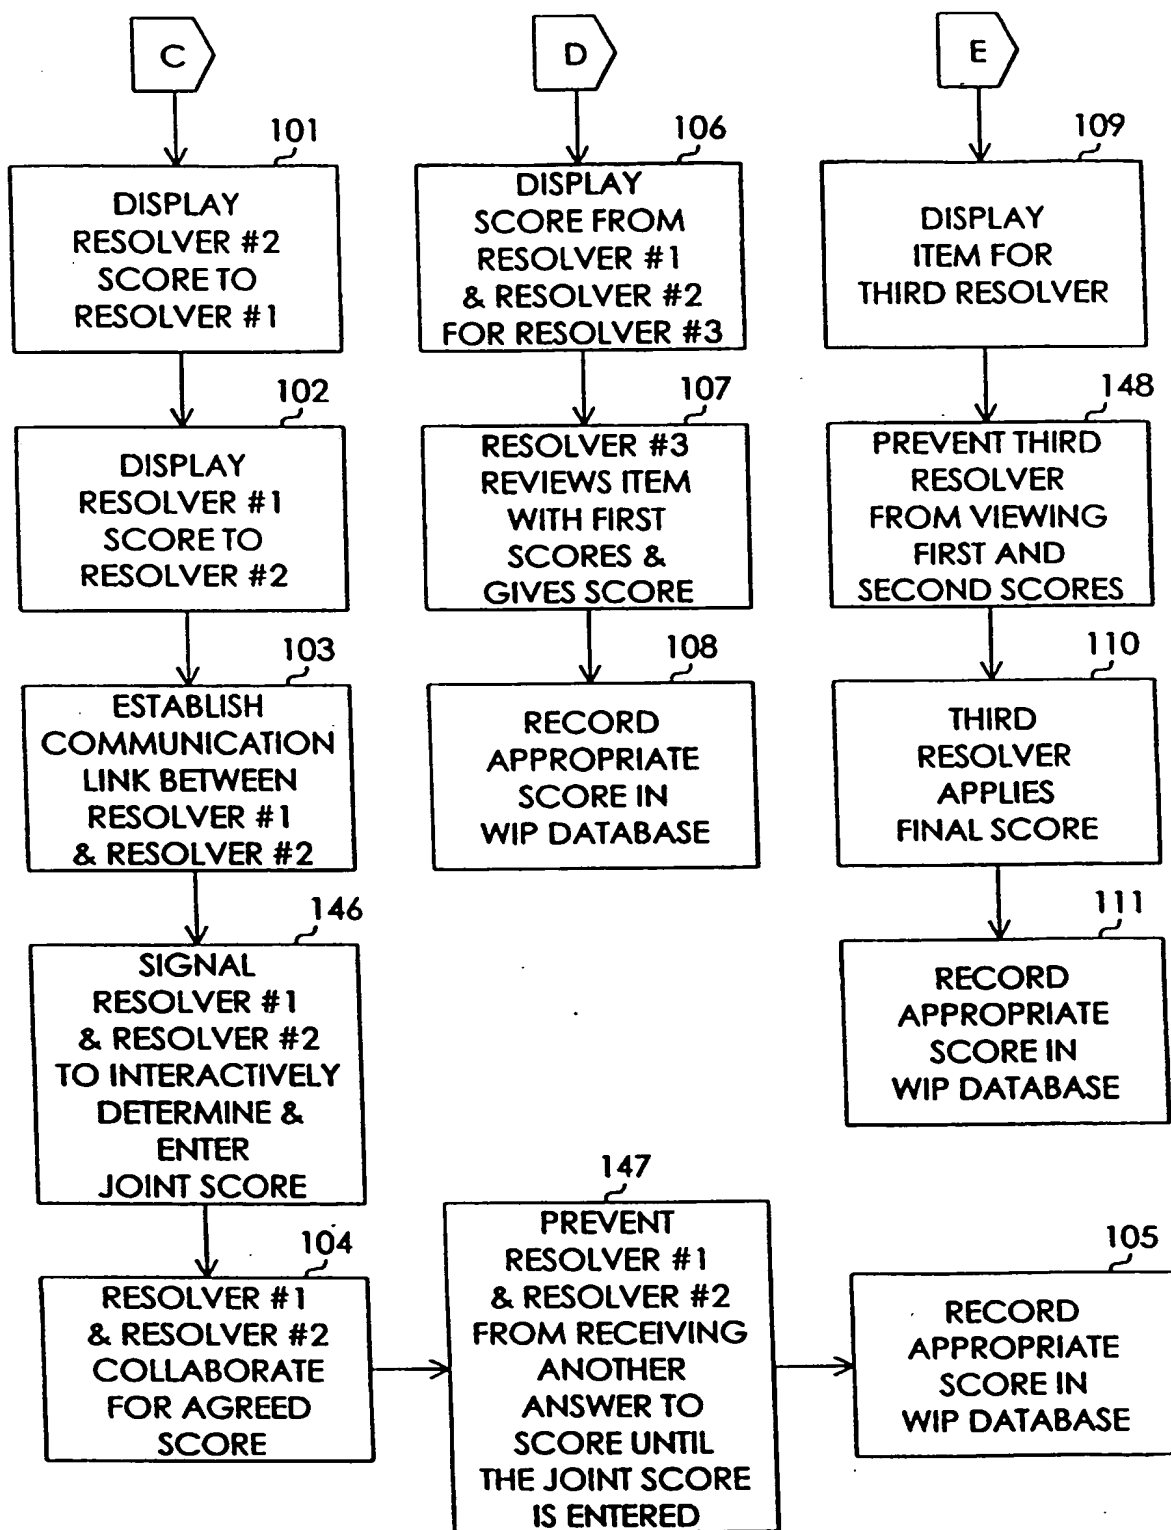 C
101
DISPLAY
RESOLVER #2
SCORE TO
RESOLVER #1
102
DISPLAY
RESOLVER #1
SCORE TO
RESOLVER #2
103
ESTABLISH
COMMUNICATION
LINK BETWEEN
RESOLVER #1
& RESOLVER #2
146
SIGNAL
RESOLVER #1
& RESOLVER #2
TO INTERACTIVELY
DETERMINE &
ENTER
JOINT SCORE
104
RESOLVER #1
& RESOLVER #2
COLLABORATE
FOR AGREED
SCORE
147
PREVENT
RESOLVER #1
& RESOLVER #2
FROM RECEIVING
ANOTHER
ANSWER TO
SCORE UNTIL
THE JOINT SCORE
IS ENTERED
105
RECORD
APPROPRIATE
SCORE IN
WIP DATABASE
D
106
DISPLAY
SCORE FROM
RESOLVER #1
& RESOLVER #2
FOR RESOLVER #3
107
RESOLVER #3
REVIEWS ITEM
WITH FIRST
SCORES &
GIVES SCORE
108
RECORD
APPROPRIATE
SCORE IN
WIP DATABASE
E
109
DISPLAY
ITEM FOR
THIRD RESOLVER
148
PREVENT THIRD
RESOLVER
FROM VIEWING
FIRST AND
SECOND SCORES
110
THIRD
RESOLVER
APPLIES
FINAL SCORE
111
RECORD
APPROPRIATE
SCORE IN
WIP DATABASE